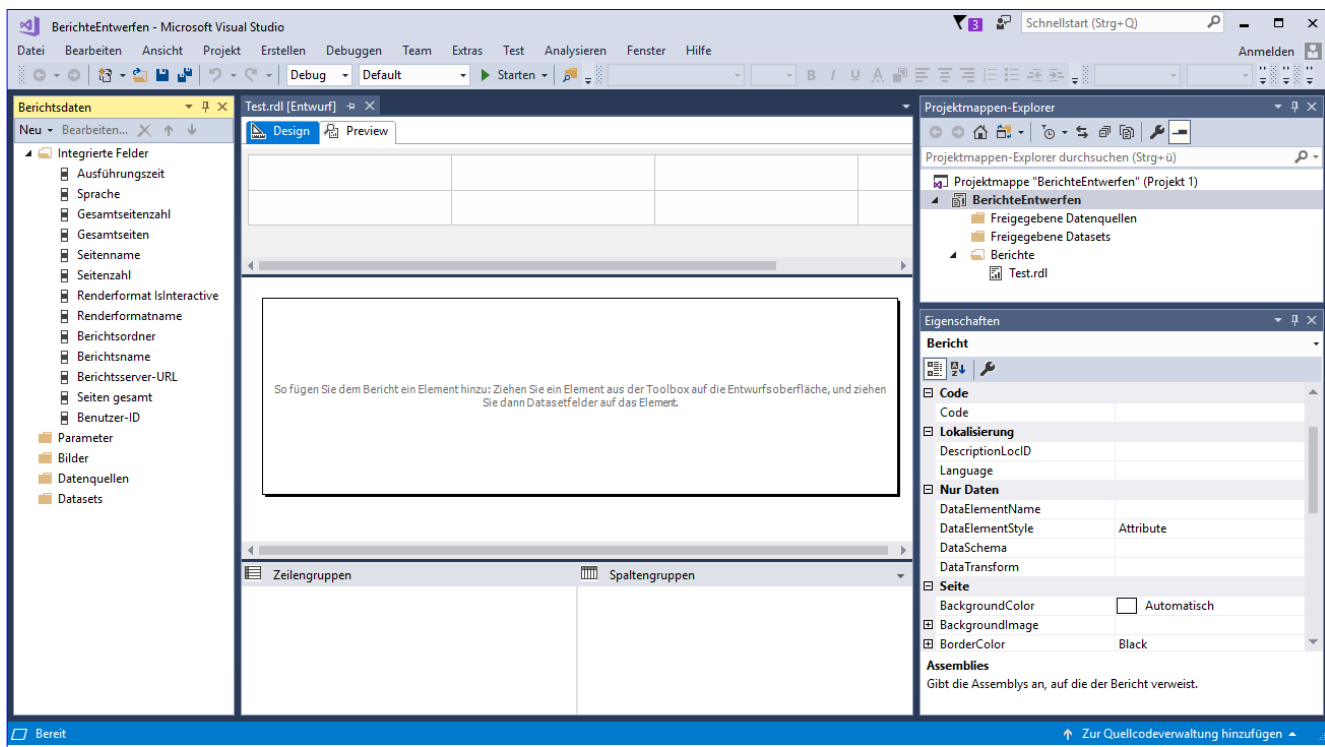 BerichteEntwerfen - Microsoft Visual Studio
3
Schnellstart (Strg+Q)
Datei Bearbeiten Ansicht Projekt Erstellen Debuggen Team Extras Test Analysieren Fenster Hilfe
Anmelden
Debug Default Starten
B I U A
Berichtsdaten
Neu Bearbeiten...
Integrierte Felder
Ausführungszeit
Sprache
Gesamtseitenzahl
Gesamtseiten
Seitenname
Seitenzahl
Renderformat IsInteractive
Renderformatname
Berichtsordner
Berichtsname
Berichtsserver-URL
Seiten gesamt
Benutzer-ID
Parameter
Bilder
Datenquellen
Datasets
Test.rdl [Entwurf]
Design Preview
So fügen Sie dem Bericht ein Element hinzu: Ziehen Sie ein Element aus der Toolbox auf die Entwurfsoberfläche, und ziehen
Sie dann Datasetfelder auf das Element.
Zeilengruppen
Spaltengruppen
Projektmappen-Explorer
Projektmappen-Explorer durchsuchen (Strg+ü)
Projektmappe "BerichteEntwerfen" (Projekt 1)
BerichteEntwerfen
Freigegebene Datenquellen
Freigegebene Datasets
Berichte
Test.rdl
Eigenschaften
Bericht
Code
Code
Lokalisierung
DescriptionLocID
Language
Nur Daten
DataElementName
DataElementStyle Attribute
DataSchema
DataTransform
Seite
BackgroundColor Automatisch
BackgroundImage
BorderColor Black
Assemblies
Gibt die Assemblys an, auf die der Bericht verweist.
Bereit
Zur Quellcodeverwaltung hinzufügen